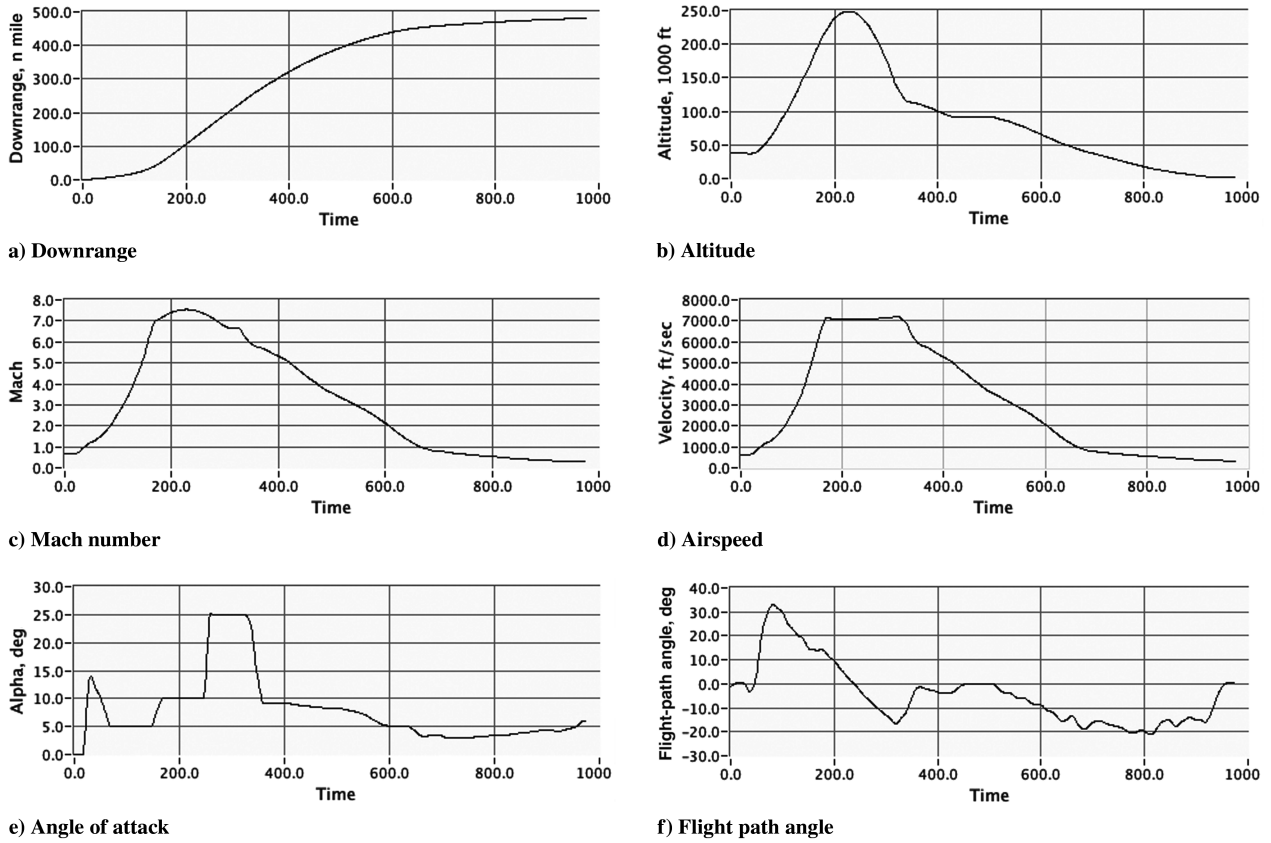 Downrange, n mile
500.0
400.0
300.0
200.0
100.0
0.0
0.0 200.0 400.0 600.0 800.0 1000
Time
a) Downrange
Altitude, 1000 ft
250.0
200.0
150.0
100.0
50.0
0.0
0.0 200.0 400.0 600.0 800.0 1000
Time
b) Altitude
Mach
8.0
7.0
6.0
5.0
4.0
3.0
2.0
1.0
0.0
0.0 200.0 400.0 600.0 800.0 1000
Time
c) Mach number
Velocity, ft/sec
8000.0
7000.0
6000.0
5000.0
4000.0
3000.0
2000.0
1000.0
0.0
0.0 200.0 400.0 600.0 800.0 1000
Time
d) Airspeed
Alpha, deg
30.0
25.0
20.0
15.0
10.0
5.0
0.0
0.0 200.0 400.0 600.0 800.0 1000
Time
e) Angle of attack
Flight-path angle, deg
40.0
30.0
20.0
10.0
0.0
-10.0
-20.0
-30.0
0.0 200.0 400.0 600.0 800.0 1000
Time
f) Flight path angle